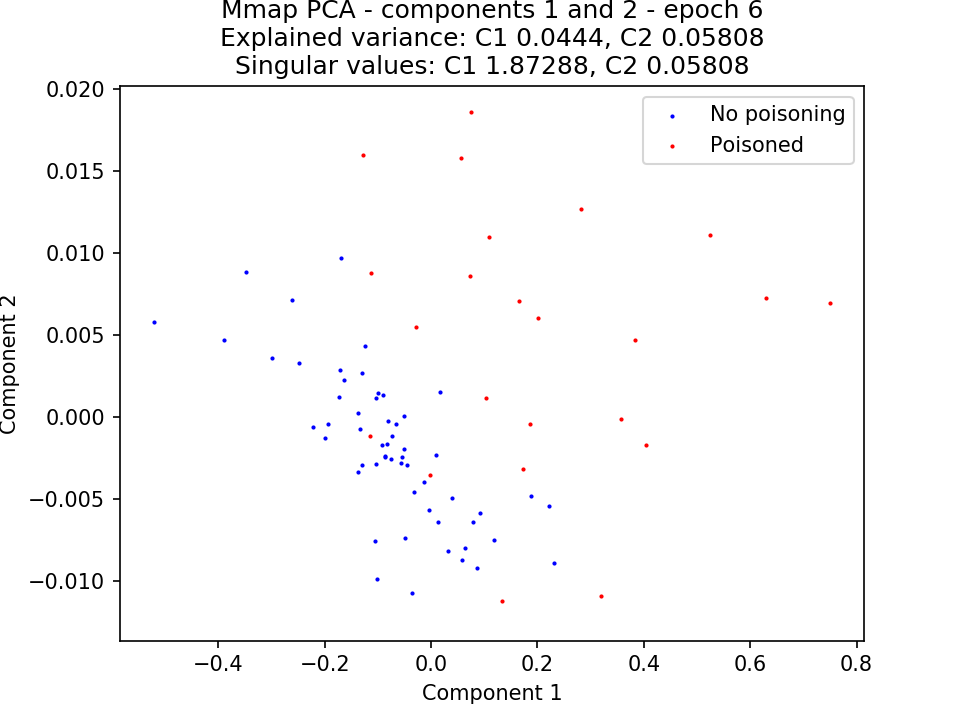 Mmap PCA - components 1 and 2 - epoch 6
Explained variance: C1 0.0444, C2 0.05808
Singular values: C1 1.87288, C2 0.05808
No poisoning
Poisoned
0.020
0.015
0.010
0.005
0.000
−0.005
−0.010
Component 2
−0.4
−0.2
0.0
0.2
0.4
0.6
0.8
Component 1